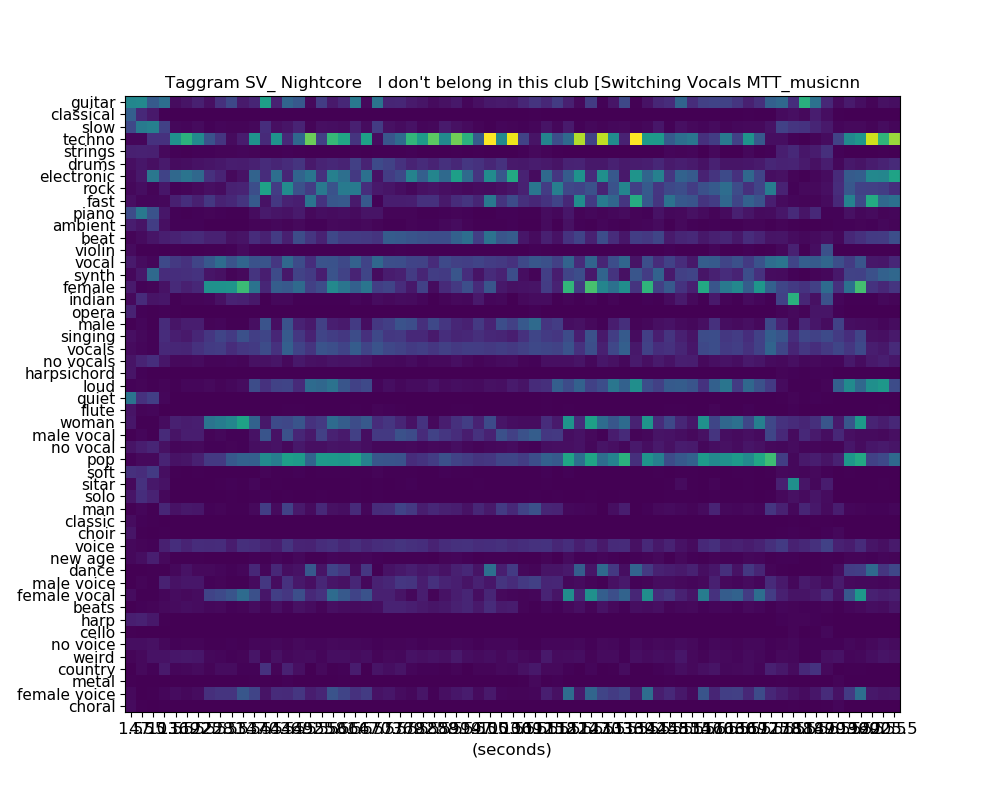 Taggram SV_ Nightcore   I don't belong in this club [Switching Vocals MTT_musicnn
guitar
classical
slow
techno
strings
drums
electronic
rock
fast
piano
ambient
beat
violin
vocal
synth
female
indian
opera
male
singing
vocals
no vocals
harpsichord
loud
quiet
flute
woman
male vocal
no vocal
pop
soft
sitar
solo
man
classic
choir
voice
new age
dance
male voice
female vocal
beats
harp
cello
no voice
weird
country
metal
female voice
choral
(seconds)